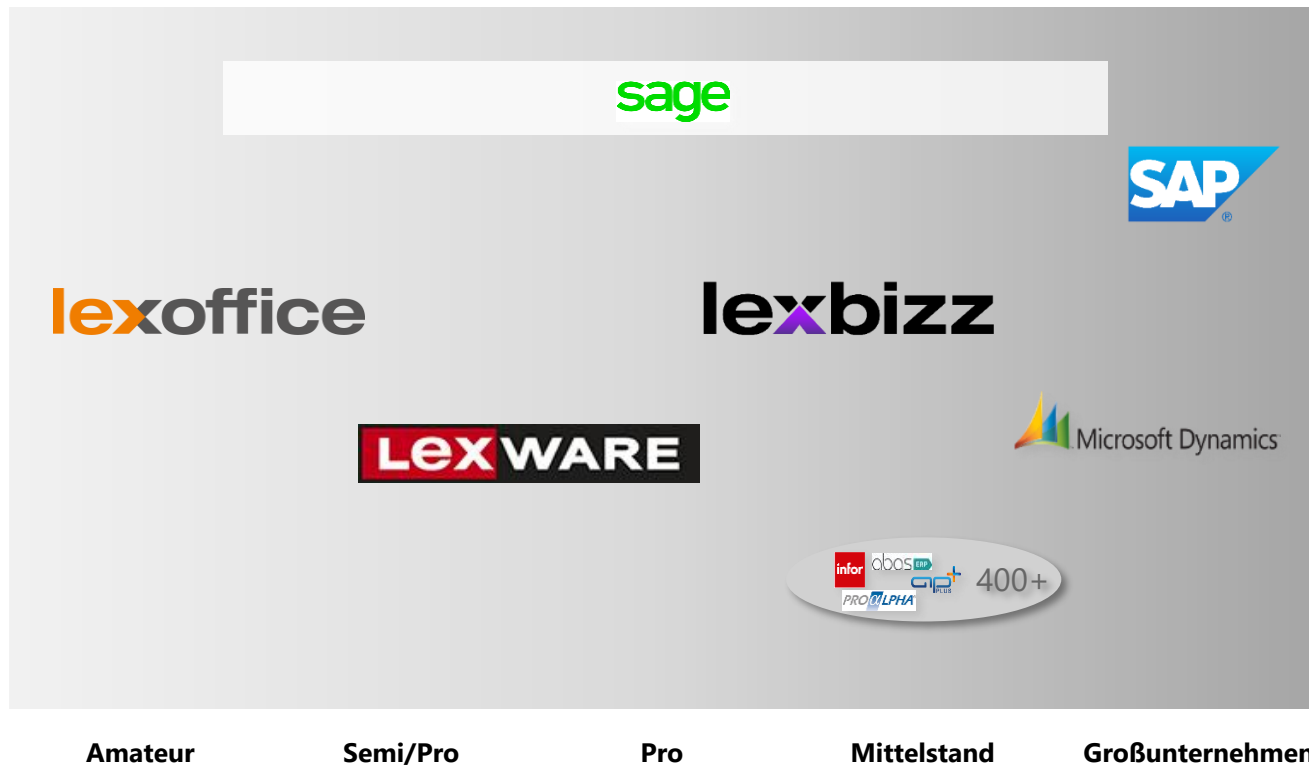 sage
SAP
®
lexoffice
lexbizz
LEXWARE
Microsoft Dynamics
infor
abas ERP
ap+
PLUS
400+
PROALPHA
Amateur Semi/Pro Pro Mittelstand Großunternehmen